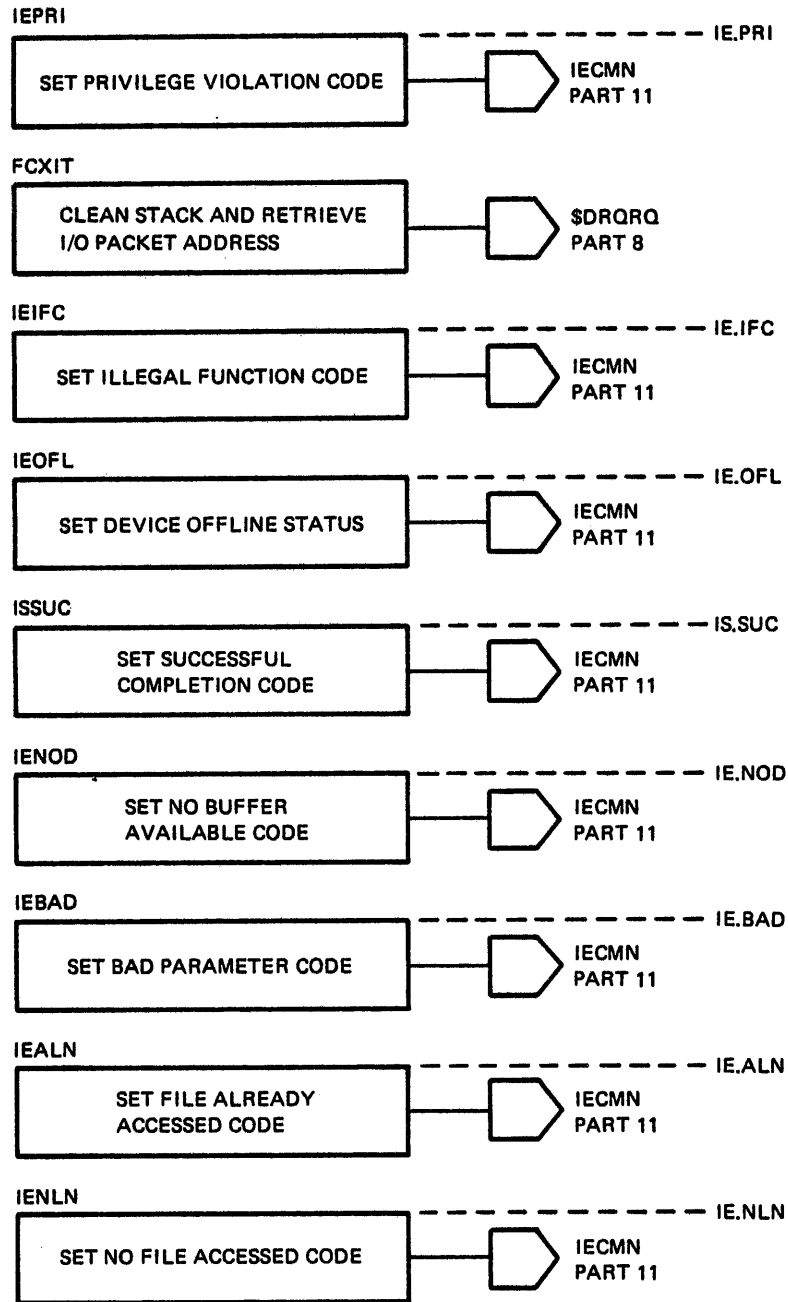 IEPRI
IE.PRI
SET PRIVILEGE VIOLATION CODE
IECMN
PART 11
FCXIT
CLEAN STACK AND RETRIEVE
I/O PACKET ADDRESS
$DRQRQ
PART 8
IEIFC
IE.IFC
SET ILLEGAL FUNCTION CODE
IECMN
PART 11
IEOFL
IE.OFL
SET DEVICE OFFLINE STATUS
IECMN
PART 11
ISSUC
IS.SUC
SET SUCCESSFUL
COMPLETION CODE
IECMN
PART 11
IENOD
IE.NOD
SET NO BUFFER
AVAILABLE CODE
IECMN
PART 11
IEBAD
IE.BAD
SET BAD PARAMETER CODE
IECMN
PART 11
IEALN
IE.ALN
SET FILE ALREADY
ACCESSED CODE
IECMN
PART 11
IENLN
IE.NLN
SET NO FILE ACCESSED CODE
IECMN
PART 11